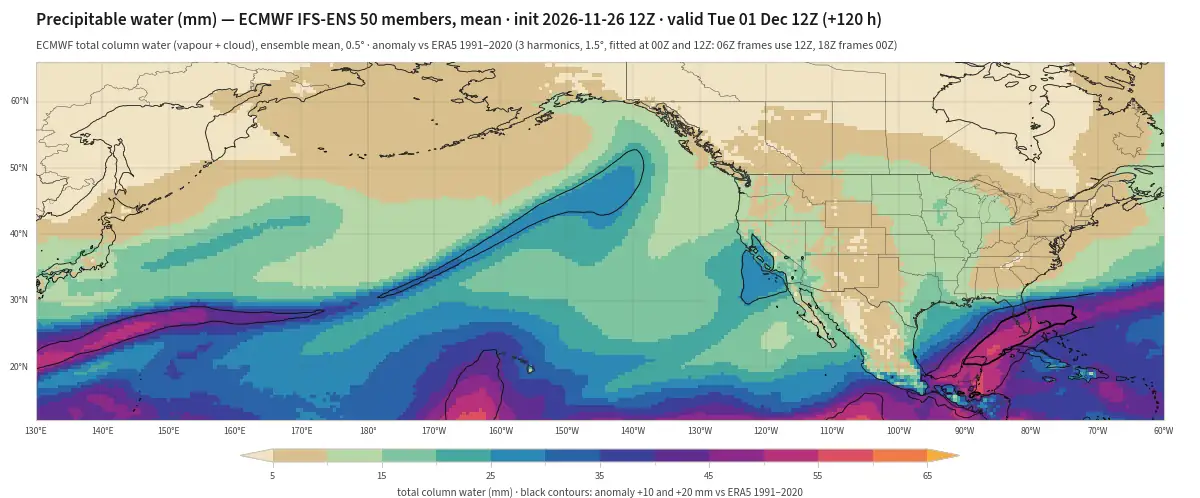 Precipitable water (mm) — ECMWF IFS-ENS 50 members, mean · init 2026-11-26 12Z · valid Tue 01 Dec 12Z (+120 h)
ECMWF total column water (vapour + cloud), ensemble mean, 0.5° · anomaly vs ERA5 1991–2020 (3 harmonics, 1.5°, fitted at 00Z and 12Z: 06Z frames use 12Z, 18Z frames 00Z)
60°N
50°N
40°N
30°N
20°N
130°E 140°E 150°E 160°E 170°E 180° 170°W 160°W 150°W 140°W 130°W 120°W 110°W 100°W 90°W 80°W 70°W 60°W
5 15 25 35 45 55 65
total column water (mm) · black contours: anomaly +10 and +20 mm vs ERA5 1991–2020